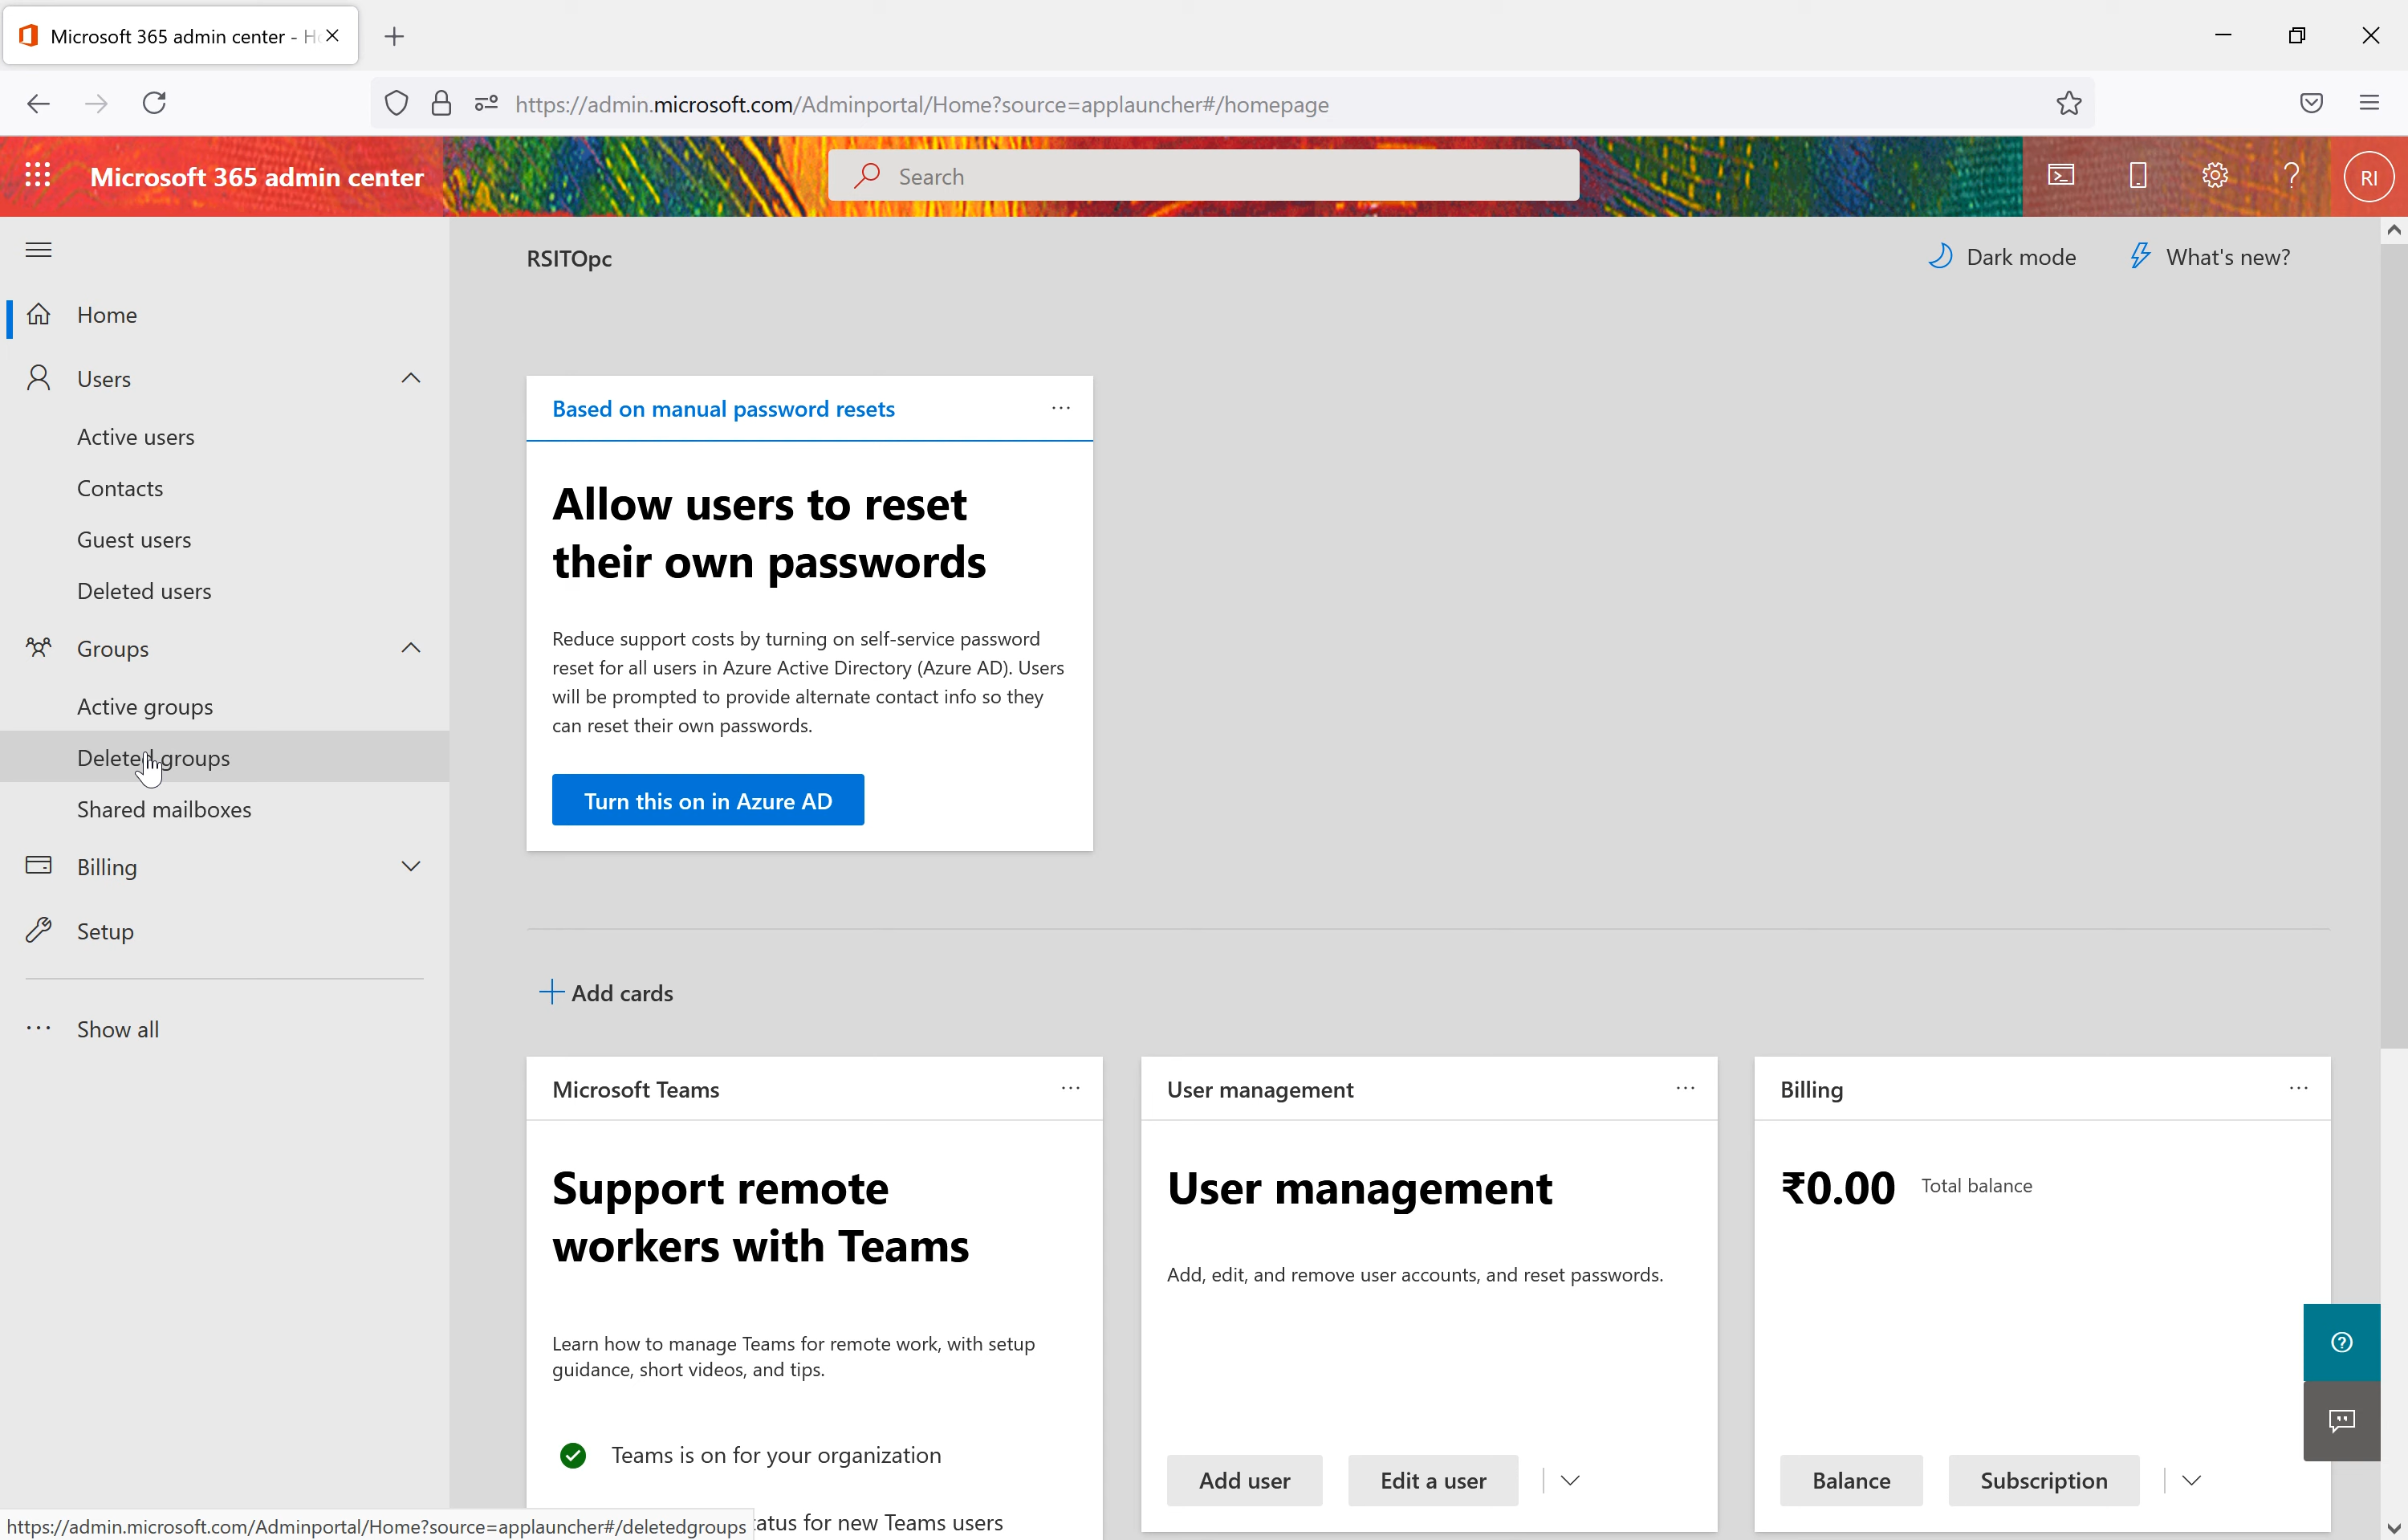 Microsoft 365 admin center - Ho
https://admin.microsoft.com/Adminportal/Home?source=applauncher#/homepage
Microsoft 365 admin center
Search
RI
RSITOpc
Dark mode
What's new?
Home
Users
Active users
Contacts
Guest users
Deleted users
Groups
Active groups
Deleted groups
Shared mailboxes
Billing
Setup
Show all
Based on manual password resets
Allow users to reset
their own passwords
Reduce support costs by turning on self-service password
reset for all users in Azure Active Directory (Azure AD). Users
will be prompted to provide alternate contact info so they
can reset their own passwords.
Turn this on in Azure AD
Add cards
Microsoft Teams
Support remote
workers with Teams
Learn how to manage Teams for remote work, with setup
guidance, short videos, and tips.
Teams is on for your organization
atus for new Teams users
User management
User management
Add, edit, and remove user accounts, and reset passwords.
Add user
Edit a user
Billing
₹0.00 Total balance
Balance
Subscription
https://admin.microsoft.com/Adminportal/Home?source=applauncher#/deletedgroups